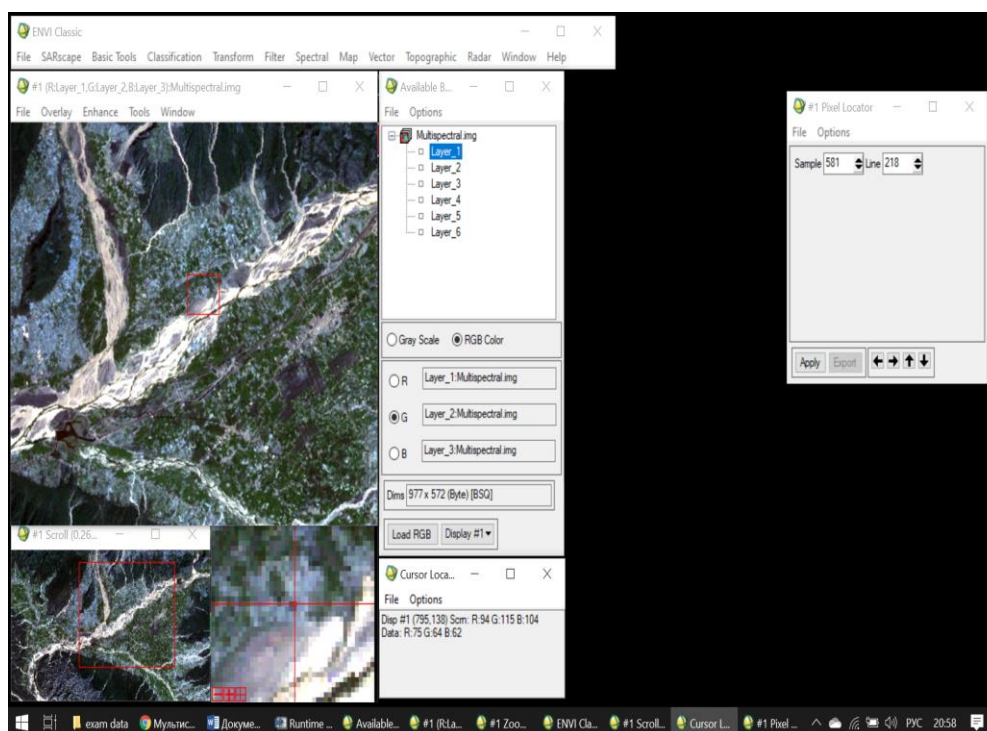 ENVI Classic
File SARscape Basic Tools Classification Transform Filter Spectral Map Vector Topographic Radar Window Help
#1 (R:Layer_1,G:Layer_2,B:Layer_3):Multispectral.img
File Overlay Enhance Tools Window
Available B...
File Options
Multispectral.img
Layer_1
Layer_2
Layer_3
Layer_4
Layer_5
Layer_6
Gray Scale RGB Color
R Layer_1:Multispectral.img
G Layer_2:Multispectral.img
B Layer_3:Multispectral.img
Dims 977 x 572 (Byte) [BSQ]
Load RGB Display #1
#1 Pixel Locator
File Options
Sample 581 Line 218
Apply Export
#1 Scroll (0.26...
Cursor Loca...
File Options
Disp #1 (795,138) Scrn: R:94 G:115 B:104
Data: R:75 G:64 B:62
exam data Мультис... Докуме... Runtime ... Available... #1 (R:La... #1 Zoo... ENVI Cla... #1 Scroll... Cursor L... #1 Pixel ... РУС 20:58